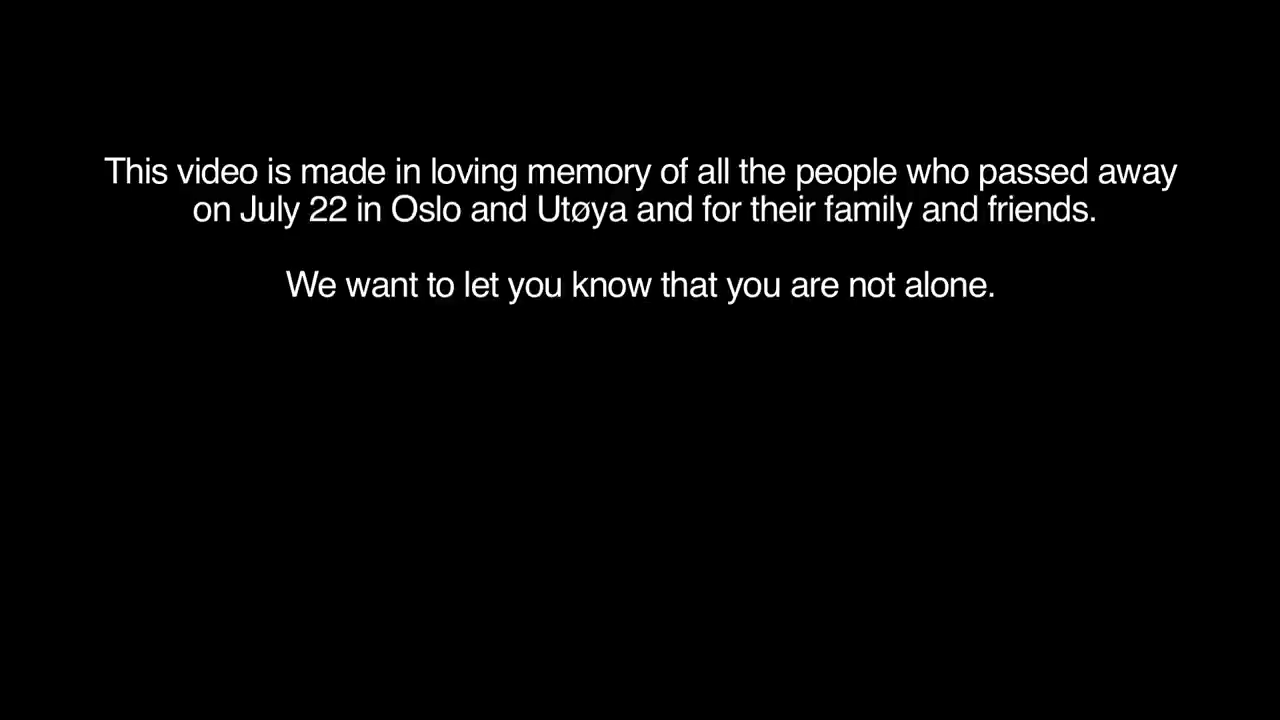 This video is made in loving memory of all the people who passed away
on July 22 in Oslo and Utøya and for their family and friends.
We want to let you know that you are not alone.